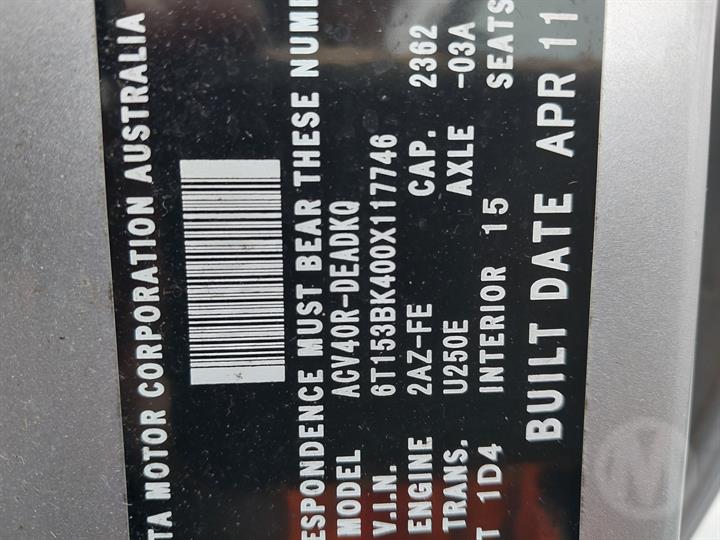 TA MOTOR CORPORATION AUSTRALIA
ESPONDENCE MUST BEAR THESE NUM
MODEL ACV40R-DEADKQ
V.I.N. 6T153BK400X117746
ENGINE 2AZ-FE CAP. 2362
TRANS. U250E AXLE -03A
T 1D4 INTERIOR 15 SEATS
BUILT DATE APR 11